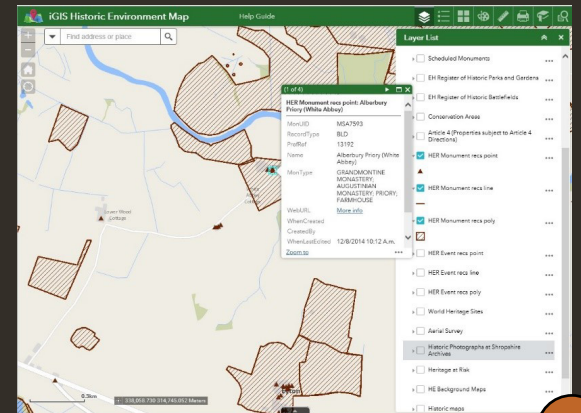 iGIS Historic Environment Map
Help Guide
Find address or place
Layer List
Scheduled Monuments
EH Register of Historic Parks and Gardens
EH Register of Historic Battlefields
Conservation Areas
Article 4 (Properties subject to Article 4
Directions)
HER Monument recs point
HER Monument recs line
HER Monument recs poly
HER Event recs point
HER Event recs line
HER Event recs poly
World Heritage Sites
Aerial Survey
Historic Photographs at Shropshire
Archives
Heritage at Risk
HE Background Maps
Historic maps
(1 of 4)
HER Monument recs point: Alberbury
Priory (White Abbey)
MonUID MSA7593
RecordType BLD
PrefRef 13192
Name Alberbury Priory (White
Abbey)
MonType GRANDMONTINE
MONASTERY;
AUGUSTINIAN
MONASTERY; PRIORY;
FARMHOUSE
WebURL More info
WhenCreated
CreatedBy
WhenLastEdited 12/8/2014 10:12 A.m.
Zoom to
Cottage
0.3km
Meters